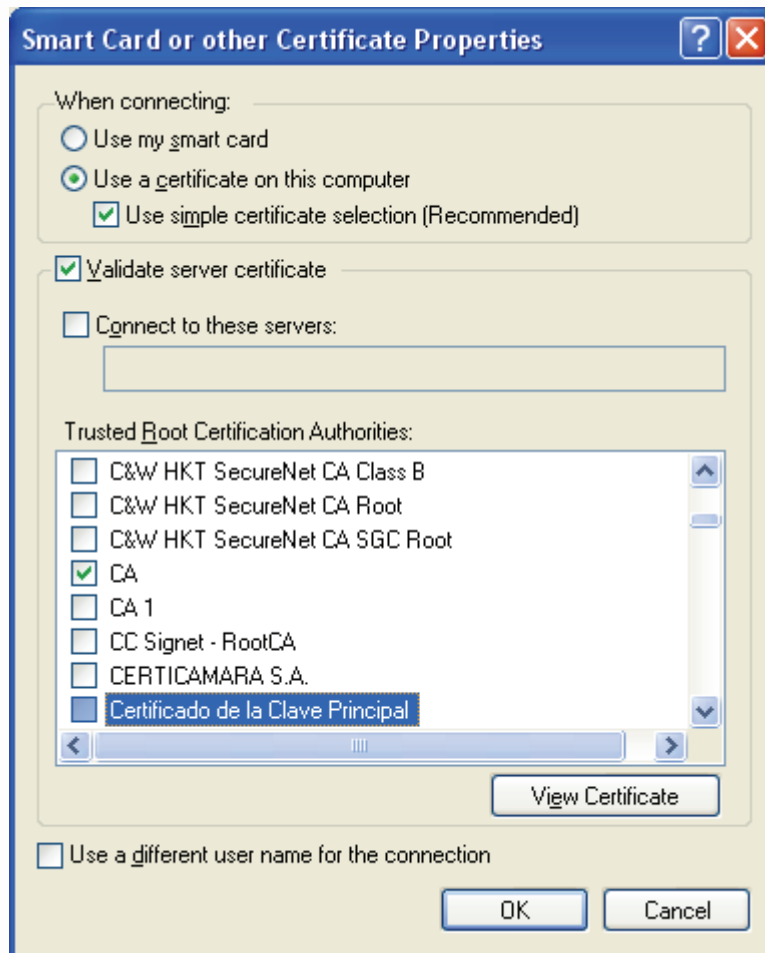 Smart Card or other Certificate Properties
When connecting:
Use my smart card
Use a certificate on this computer
Use simple certificate selection (Recommended)
Validate server certificate
Connect to these servers:
Trusted Root Certification Authorities:
C&W HKT SecureNet CA Class B
C&W HKT SecureNet CA Root
C&W HKT SecureNet CA SGC Root
CA
CA 1
CC Signet - RootCA
CERTICAMARA S.A.
Certificado de la Clave Principal
View Certificate
Use a different user name for the connection
OK Cancel